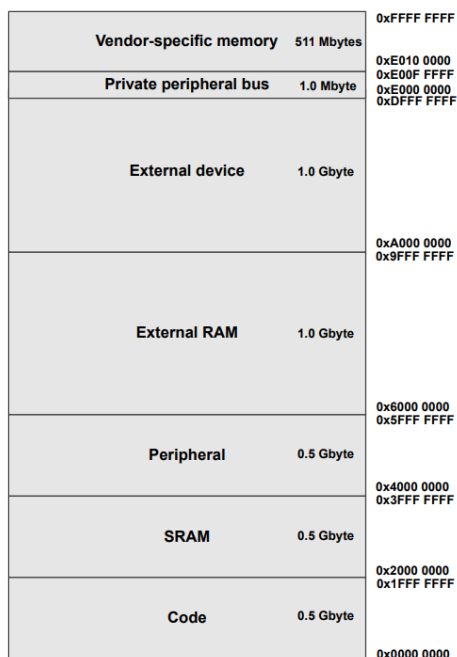 0xFFFF FFFF
Vendor-specific memory 511 Mbytes
0xE010 0000
0xE00F FFFF
Private peripheral bus 1.0 Mbyte
0xE000 0000
0xDFFF FFFF
External device 1.0 Gbyte
0xA000 0000
0x9FFF FFFF
External RAM 1.0 Gbyte
0x6000 0000
0x5FFF FFFF
Peripheral 0.5 Gbyte
0x4000 0000
0x3FFF FFFF
SRAM 0.5 Gbyte
0x2000 0000
0x1FFF FFFF
Code 0.5 Gbyte
0x0000 0000